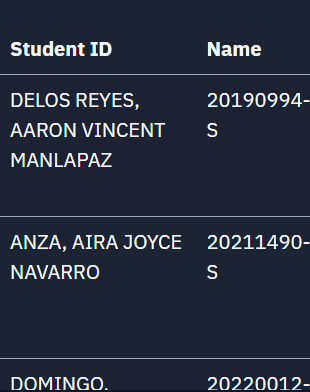 Student ID Name
DELOS REYES, 20190994-
AARON VINCENT S
MANLAPAZ
ANZA, AIRA JOYCE 20211490-
NAVARRO S
DOMINGO, 20220012-